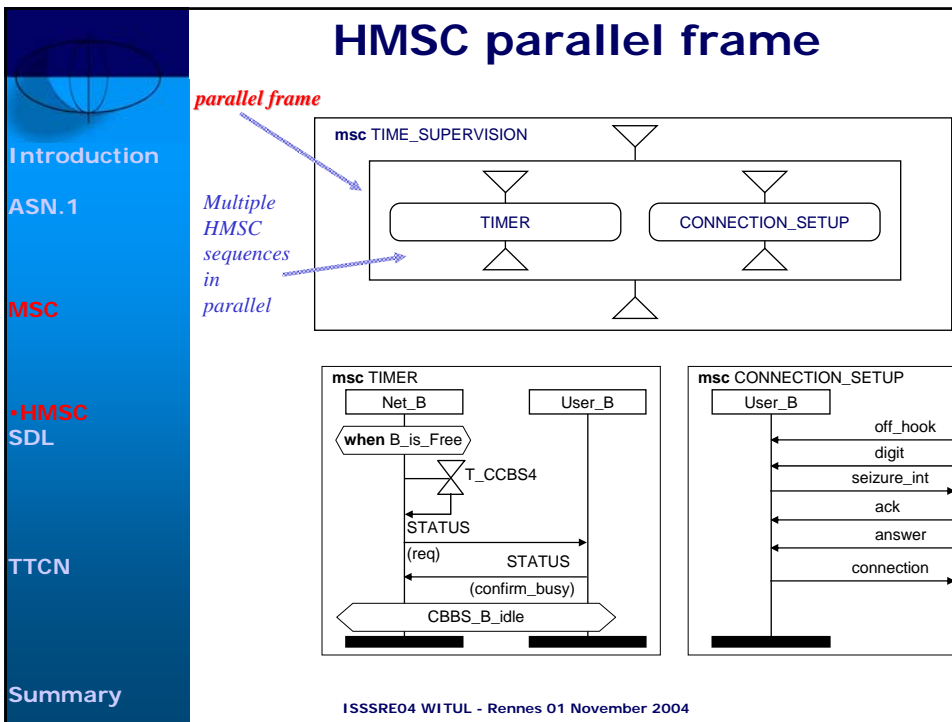 HMSC parallel frame
Introduction
ASN.1
MSC
•HMSC
SDL
TTCN
Summary
parallel frame
Multiple
HMSC
sequences
in
parallel
msc TIME_SUPERVISION
TIMER
CONNECTION_SETUP
msc TIMER
Net_B
User_B
when B_is_Free
T_CCBS4
STATUS
(req)
STATUS
(confirm_busy)
CBBS_B_idle
msc CONNECTION_SETUP
User_B
off_hook
digit
seizure_int
ack
answer
connection
ISSSRE04 WITUL - Rennes 01 November 2004